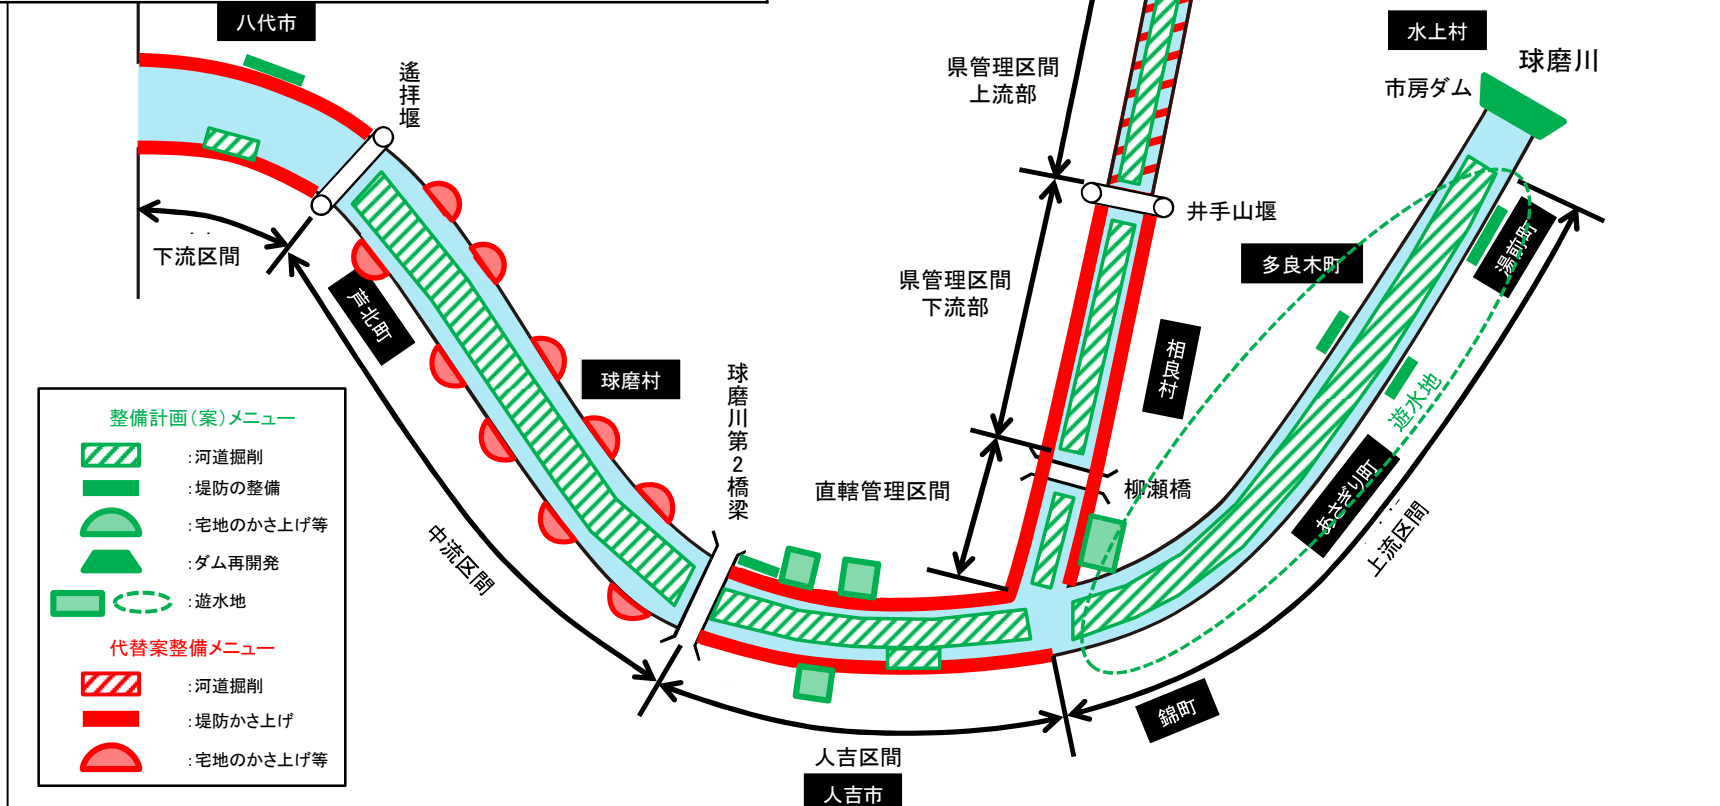 八代市
遙拝堰
下流区間
芦北町
球磨村
中流区間
球磨川第2橋梁
県管理区間
上流部
井手山堰
県管理区間
下流部
相良村
直轄管理区間
柳瀬橋
水上村
球磨川
市房ダム
湯前町
多良木町
遊水地
あさぎり町
上流区間
錦町
人吉区間
人吉市
整備計画(案)メニュー
:河道掘削
:堤防の整備
:宅地のかさ上げ等
:ダム再開発
:遊水地
代替案整備メニュー
:河道掘削
:堤防かさ上げ
:宅地のかさ上げ等